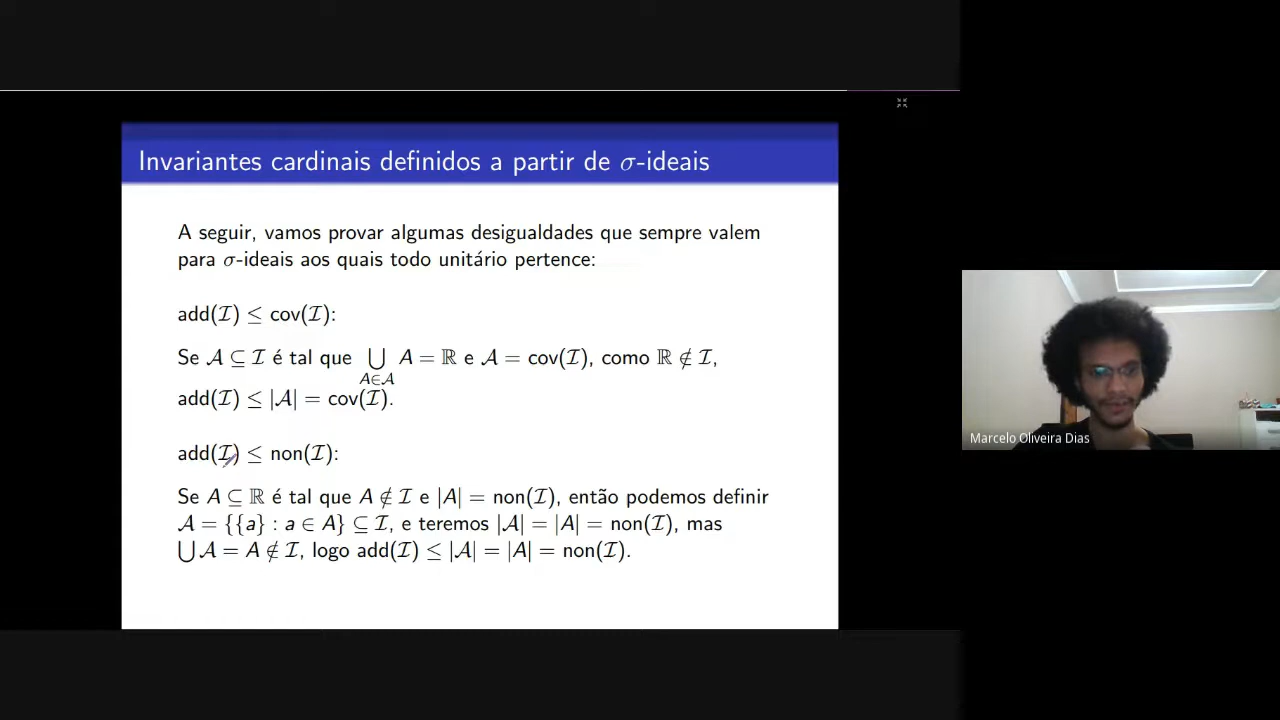 Invariantes cardinais definidos a partir de σ-ideais
A seguir, vamos provar algumas desigualdades que sempre valem
para σ-ideais aos quais todo unitário pertence:
add(ℐ) ≤ cov(ℐ):
Se 𝒜 ⊆ ℐ é tal que ⋃ A = ℝ e 𝒜 = cov(ℐ), como ℝ ∉ ℐ,
A∈𝒜
add(ℐ) ≤ |𝒜| = cov(ℐ).
add(ℐ) ≤ non(ℐ):
Se A ⊆ ℝ é tal que A ∉ ℐ e |A| = non(ℐ), então podemos definir
𝒜 = {{a} : a ∈ A} ⊆ ℐ, e teremos |𝒜| = |A| = non(ℐ), mas
⋃ 𝒜 = A ∉ ℐ, logo add(ℐ) ≤ |𝒜| = |A| = non(ℐ).
Marcelo Oliveira Dias